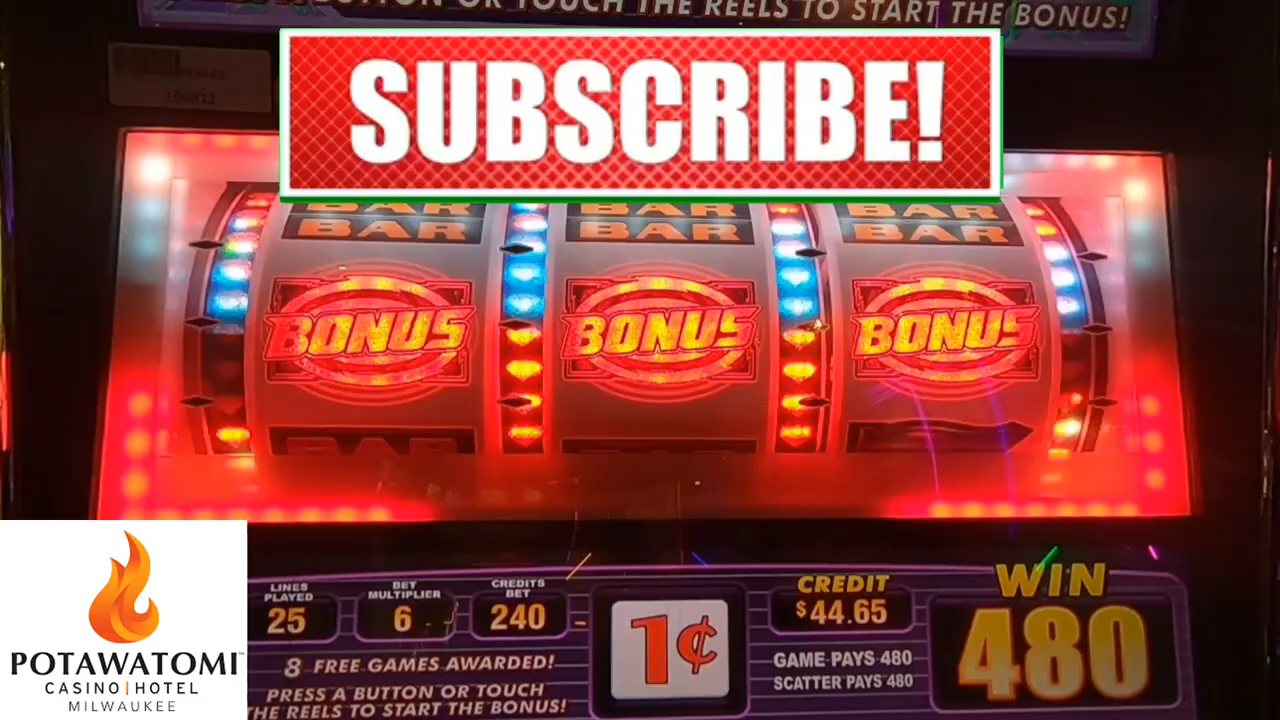 BUTTON OR TOUCH THE REELS TO START THE BONUS!
SUBSCRIBE!
BAR BAR BAR
BAR BAR BAR
BONUS BONUS BONUS
BAR BAR
LINES PLAYED
25
BET MULTIPLIER
6
CREDITS BET
240
1¢
CREDIT
$44.65
WIN
480
8 FREE GAMES AWARDED!
PRESS A BUTTON OR TOUCH
THE REELS TO START THE BONUS!
GAME PAYS 480
SCATTER PAYS 480
POTAWATOMI™
CASINO | HOTEL
MILWAUKEE